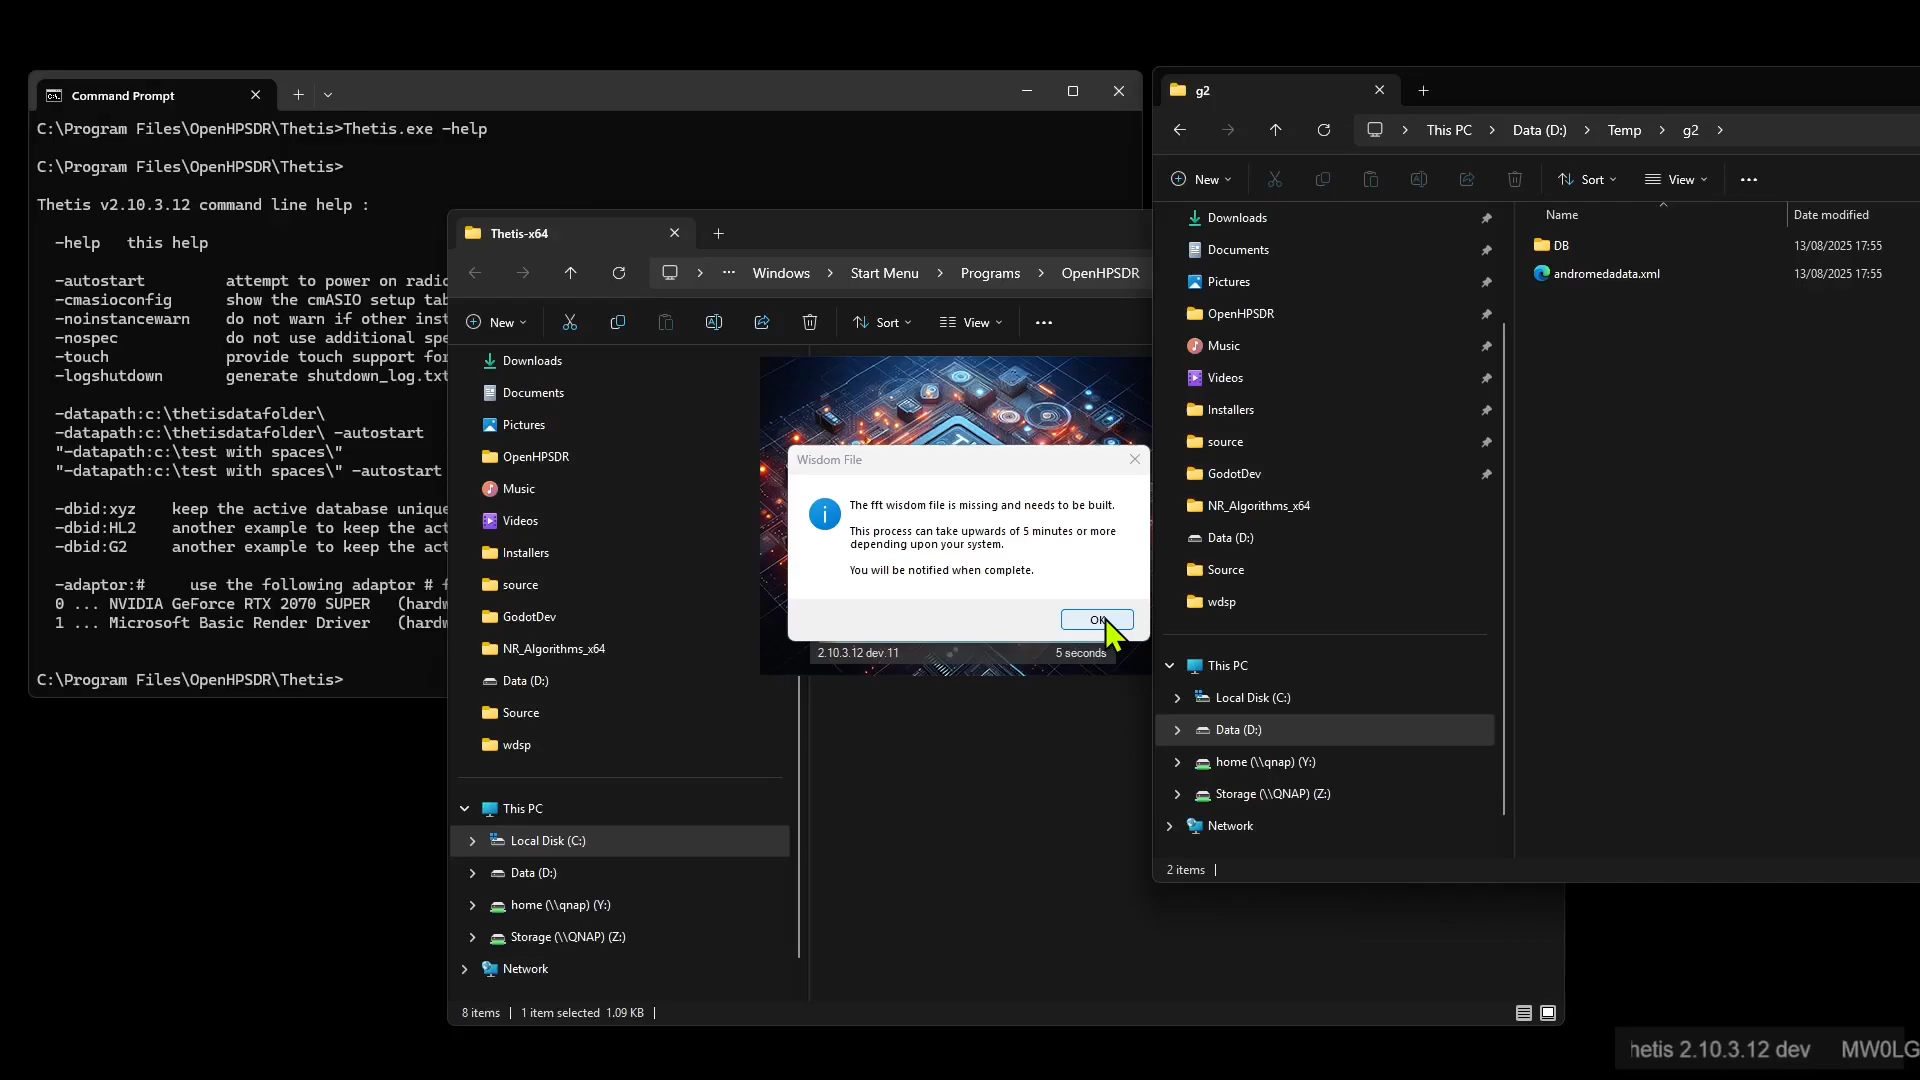 Command Prompt
C:\Program Files\OpenHPSDR\Thetis>Thetis.exe -help
C:\Program Files\OpenHPSDR\Thetis>
Thetis v2.10.3.12 command line help :
-help this help
-autostart attempt to power on radio
-cmasioconfig show the cmASIO setup tab
-noinstancewarn do not warn if other inst
-nospec do not use additional spe
-touch provide touch support for
-logshutdown generate shutdown_log.txt
-datapath:c:\thetisdatafolder\
-datapath:c:\thetisdatafolder\ -autostart
"-datapath:c:\test with spaces\"
"-datapath:c:\test with spaces\" -autostart
-dbid:xyz keep the active database unique
-dbid:HL2 another example to keep the act
-dbid:G2 another example to keep the act
-adaptor:# use the following adaptor # f
0 ... NVIDIA GeForce RTX 2070 SUPER (hardw
1 ... Microsoft Basic Render Driver (hardw
C:\Program Files\OpenHPSDR\Thetis>
Thetis-x64
Windows
Start Menu
Programs
OpenHPSDR
New
Sort
View
Downloads
Documents
Pictures
OpenHPSDR
Music
Videos
Installers
source
GodotDev
NR_Algorithms_x64
Data (D:)
Source
wdsp
This PC
Local Disk (C:)
Data (D:)
home (\\qnap) (Y:)
Storage (\\QNAP) (Z:)
Network
8 items
1 item selected 1.09 KB
Wisdom File
The fft wisdom file is missing and needs to be built.
This process can take upwards of 5 minutes or more
depending upon your system.
You will be notified when complete.
OK
2.10.3.12 dev.11
5 seconds
g2
This PC
Data (D:)
Temp
g2
New
Sort
View
Name
Date modified
DB 13/08/2025 17:55
andromedadata.xml 13/08/2025 17:55
Downloads
Documents
Pictures
OpenHPSDR
Music
Videos
Installers
source
GodotDev
NR_Algorithms_x64
Data (D:)
Source
wdsp
This PC
Local Disk (C:)
Data (D:)
home (\\qnap) (Y:)
Storage (\\QNAP) (Z:)
Network
2 items
hetis 2.10.3.12 dev MW0LG